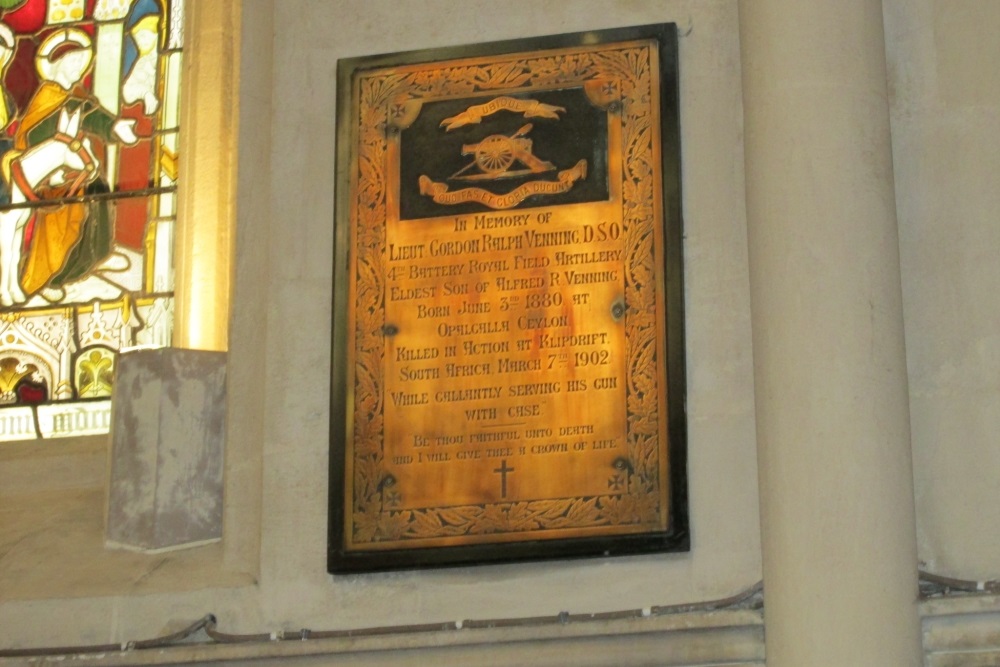 UBIQUE
QUO FAS ET GLORIA DUCUNT
IN MEMORY OF
LIEUT. GORDON RALPH VENNING, D.S.O.
4TH BATTERY ROYAL FIELD ARTILLERY
ELDEST SON OF ALFRED R. VENNING.
BORN JUNE 3RD 1880, AT
OPALGALLA CEYLON.
KILLED IN ACTION AT KLIPDRIFT.
SOUTH AFRICA, MARCH 7TH 1902
WHILE GALLANTLY SERVING HIS GUN
WITH CASE.
BE THOU FAITHFUL UNTO DEATH
AND I WILL GIVE THEE A CROWN OF LIFE